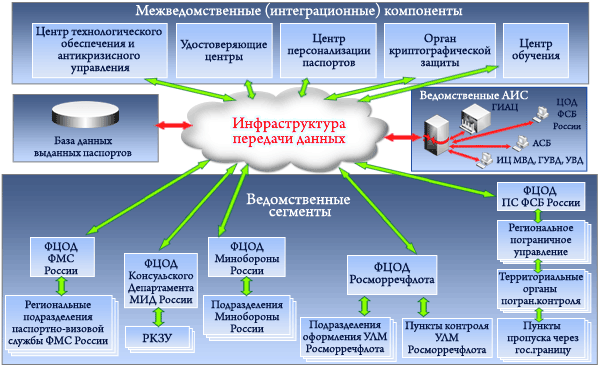 Межведомственные (интеграционные) компоненты
Центр технологического
обеспечения и
антикризисного
управления
Удостоверяющие
центры
Центр
персонализации
паспортов
Орган
криптографической
защиты
Центр
обучения
База данных
выданных паспортов
Инфраструктура
передачи данных
Ведомственные АИС
ГИАЦ
ЦОД
ФСБ
России
АСБ
ИЦ МВД, ГУВД, УВД
Ведомственные
сегменты
ФЦОД
ФМС
России
Региональные
подразделения
паспортно-визовой
службы ФМС России
ФЦОД
Консульского
Департамента
МИД России
РКЗУ
ФЦОД
Минобороны
России
Подразделения
Минобороны
России
ФЦОД
Росморречфлота
Подразделения
оформления УЛМ
Росморречфлота
Пункты контроля
УЛМ
Росморречфлота
ФЦОД
ПС ФСБ России
Региональное
пограничное
управление
Территориальные
органы
погран.контроля
Пункты
пропуска через
гос.границу